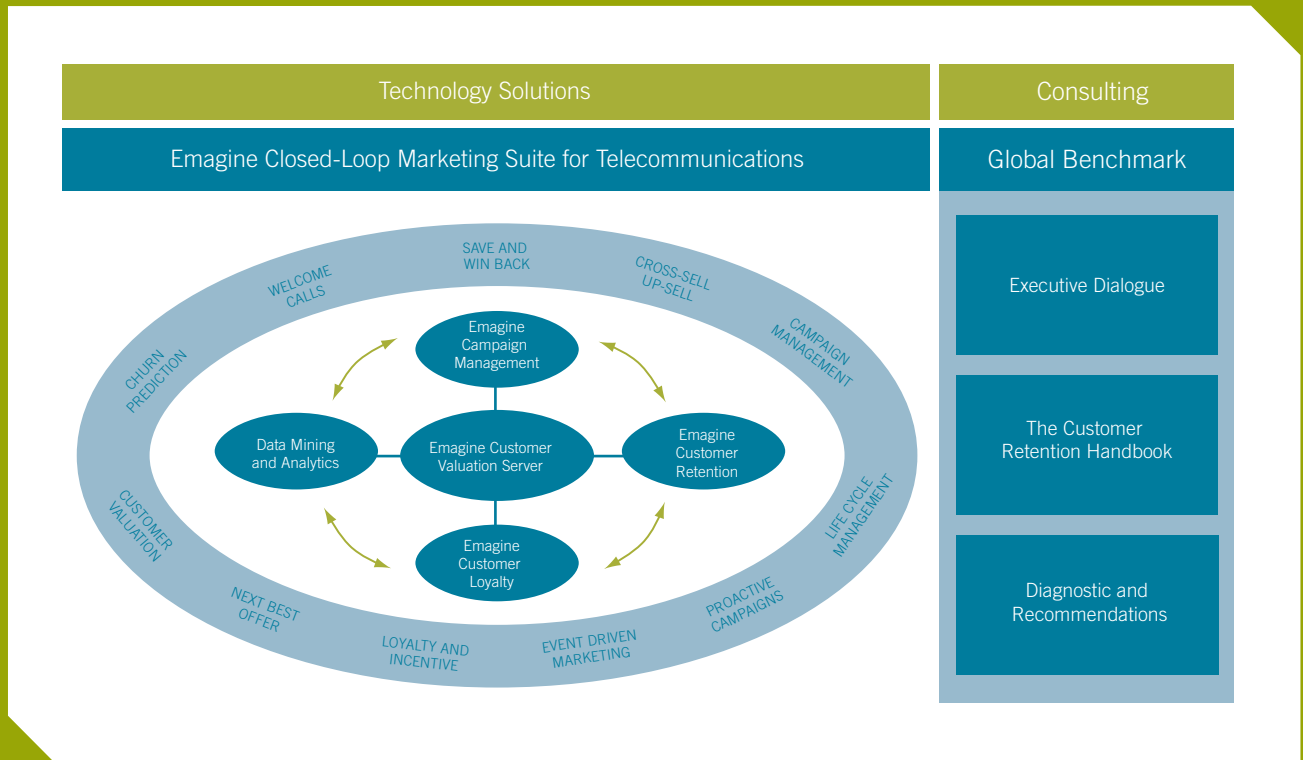 Technology Solutions
Consulting
Emagine Closed-Loop Marketing Suite for Telecommunications
Global Benchmark
SAVE AND
WIN BACK
CROSS-SELL
UP-SELL
CAMPAIGN
MANAGEMENT
LIFE CYCLE
MANAGEMENT
PROACTIVE
CAMPAIGNS
EVENT DRIVEN
MARKETING
LOYALTY AND
INCENTIVE
NEXT BEST
OFFER
CUSTOMER
VALUATION
CHURN
PREDICTION
WELCOME
CALLS
Emagine
Campaign
Management
Data Mining
and Analytics
Emagine Customer
Valuation Server
Emagine
Customer
Retention
Emagine
Customer
Loyalty
Executive Dialogue
The Customer
Retention Handbook
Diagnostic and
Recommendations